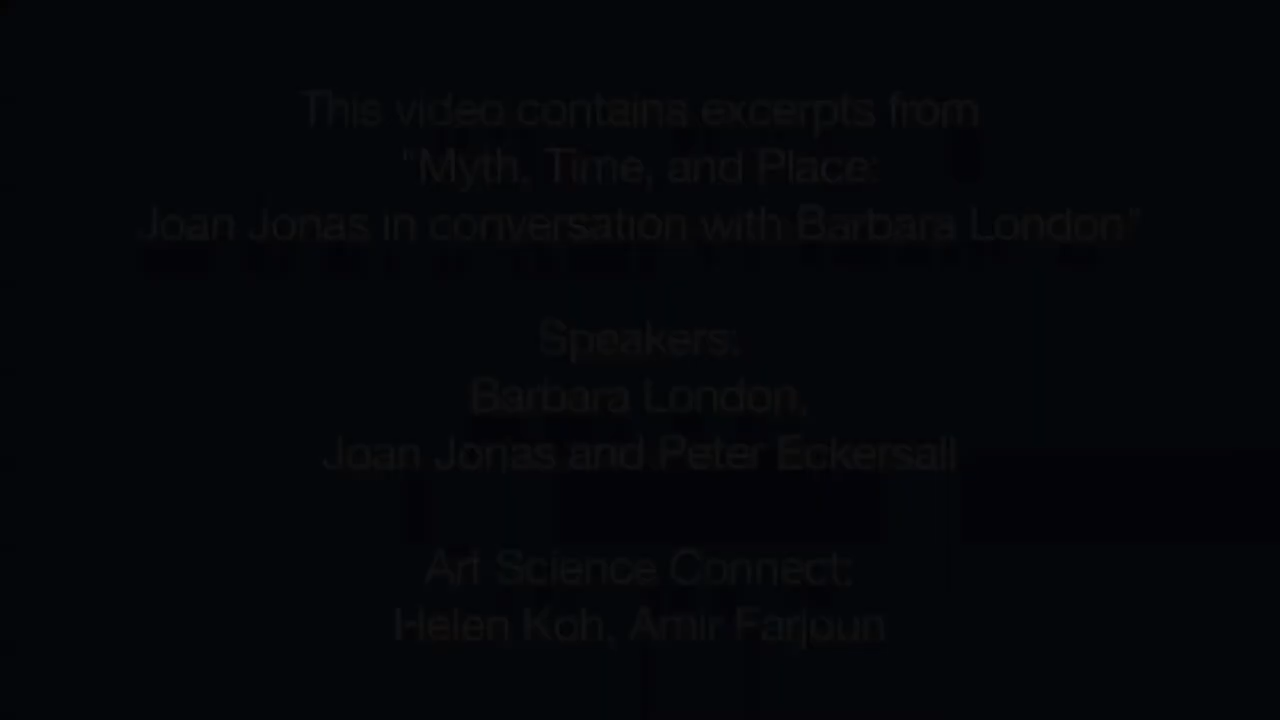 This video contains excerpts from
"Myth, Time, and Place:
Joan Jonas in conversation with Barbara London"
Speakers:
Barbara London,
Joan Jonas and Peter Eckersall
Art Science Connect:
Helen Koh, Amir Farjoun